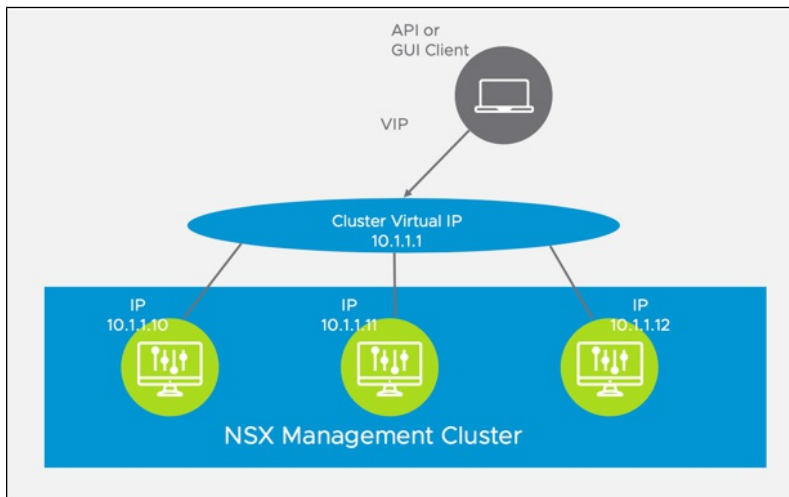 API or
GUI Client
VIP
Cluster Virtual IP
10.1.1.1
IP
10.1.1.10
IP
10.1.1.11
IP
10.1.1.12
NSX Management Cluster